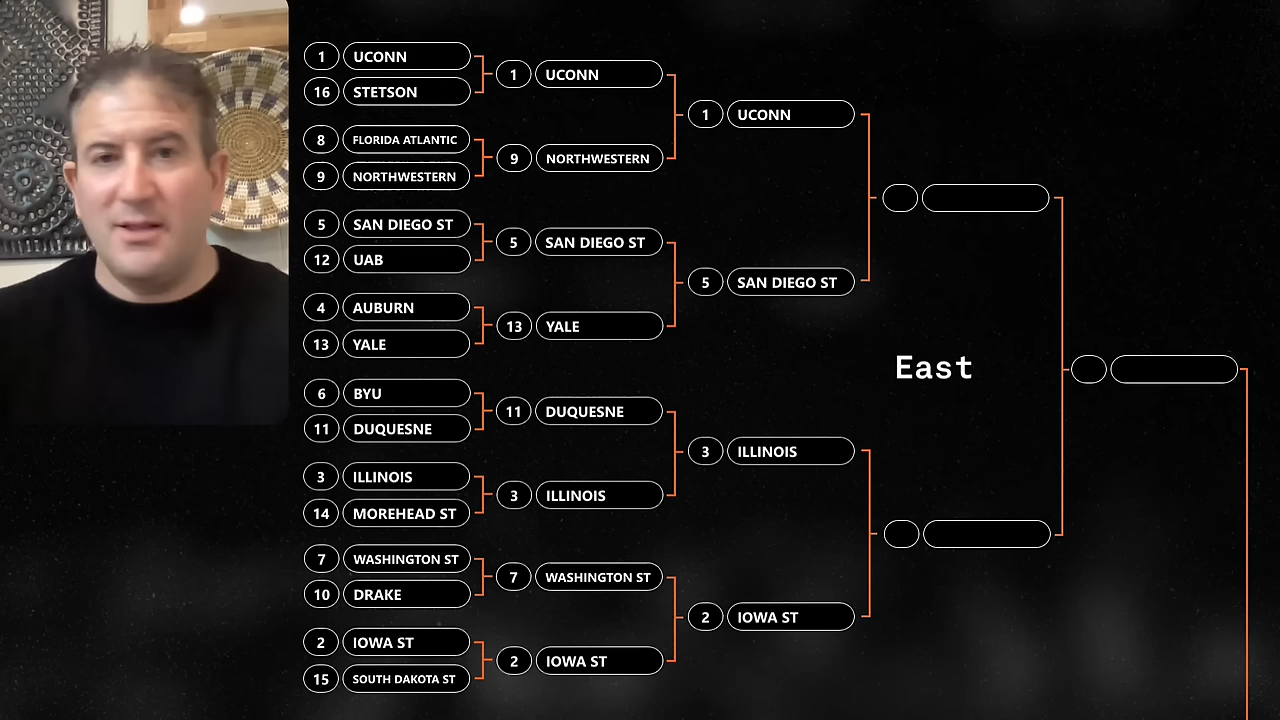 1 UCONN
16 STETSON
8 FLORIDA ATLANTIC
9 NORTHWESTERN
5 SAN DIEGO ST
12 UAB
4 AUBURN
13 YALE
6 BYU
11 DUQUESNE
3 ILLINOIS
14 MOREHEAD ST
7 WASHINGTON ST
10 DRAKE
2 IOWA ST
15 SOUTH DAKOTA ST
1 UCONN
9 NORTHWESTERN
5 SAN DIEGO ST
13 YALE
11 DUQUESNE
3 ILLINOIS
7 WASHINGTON ST
2 IOWA ST
1 UCONN
5 SAN DIEGO ST
3 ILLINOIS
2 IOWA ST
East